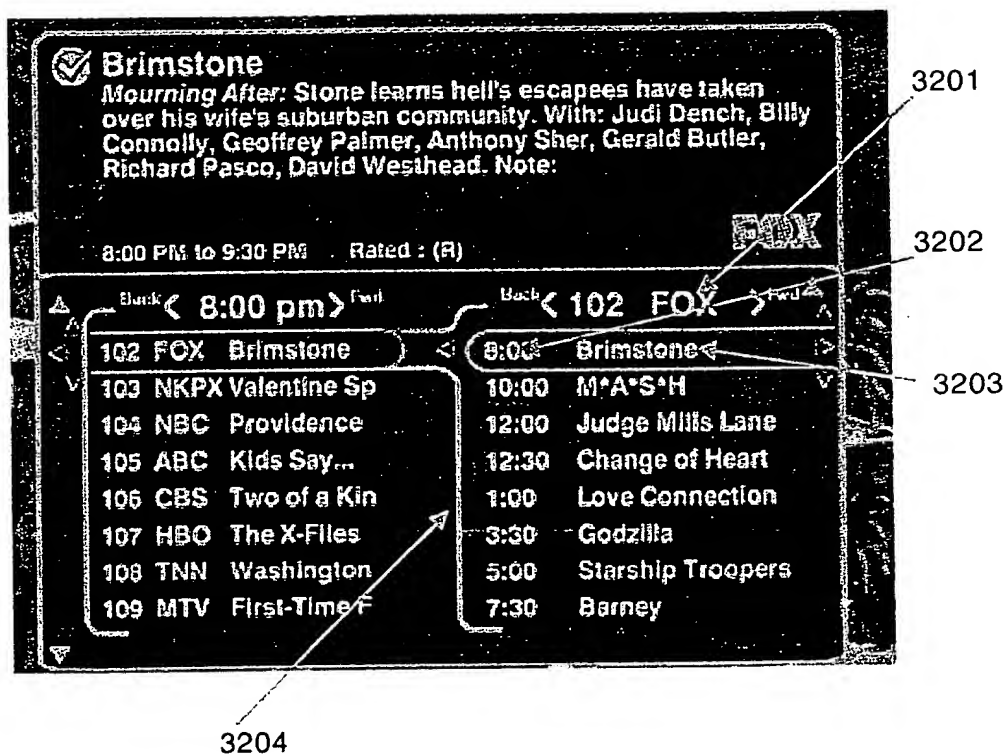 Brimstone
Mourning After: Stone learns hell's escapees have taken
over his wife's suburban community. With: Judi Dench, Billy
Connolly, Geoffrey Palmer, Anthony Sher, Gerald Butler,
Richard Pasco, David Westhead. Note:
FOX
8:00 PM to 9:30 PM Rated : (R)
Back < 8:00 pm > Fwd
Back < 102 FOX > Fwd
102 FOX Brimstone
8:00 Brimstone
103 NKPX Valentine Sp
10:00 M*A*S*H
104 NBC Providence
12:00 Judge Mills Lane
105 ABC Kids Say...
12:30 Change of Heart
106 CBS Two of a Kin
1:00 Love Connection
107 HBO The X-Files
3:30 Godzilla
108 TNN Washington
5:00 Starship Troopers
109 MTV First-Time F
7:30 Barney
3201
3202
3203
3204